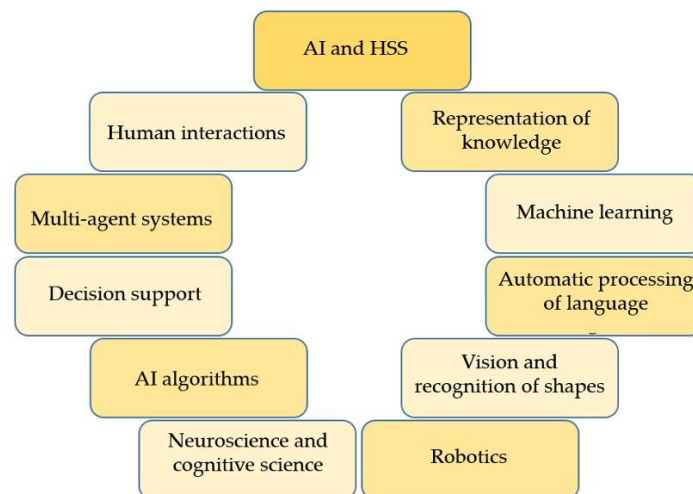 AI and HSS
Human interactions
Representation of
knowledge
Multi-agent systems
Machine learning
Decision support
Automatic processing
of language
AI algorithms
Vision and
recognition of shapes
Neuroscience and
cognitive science
Robotics